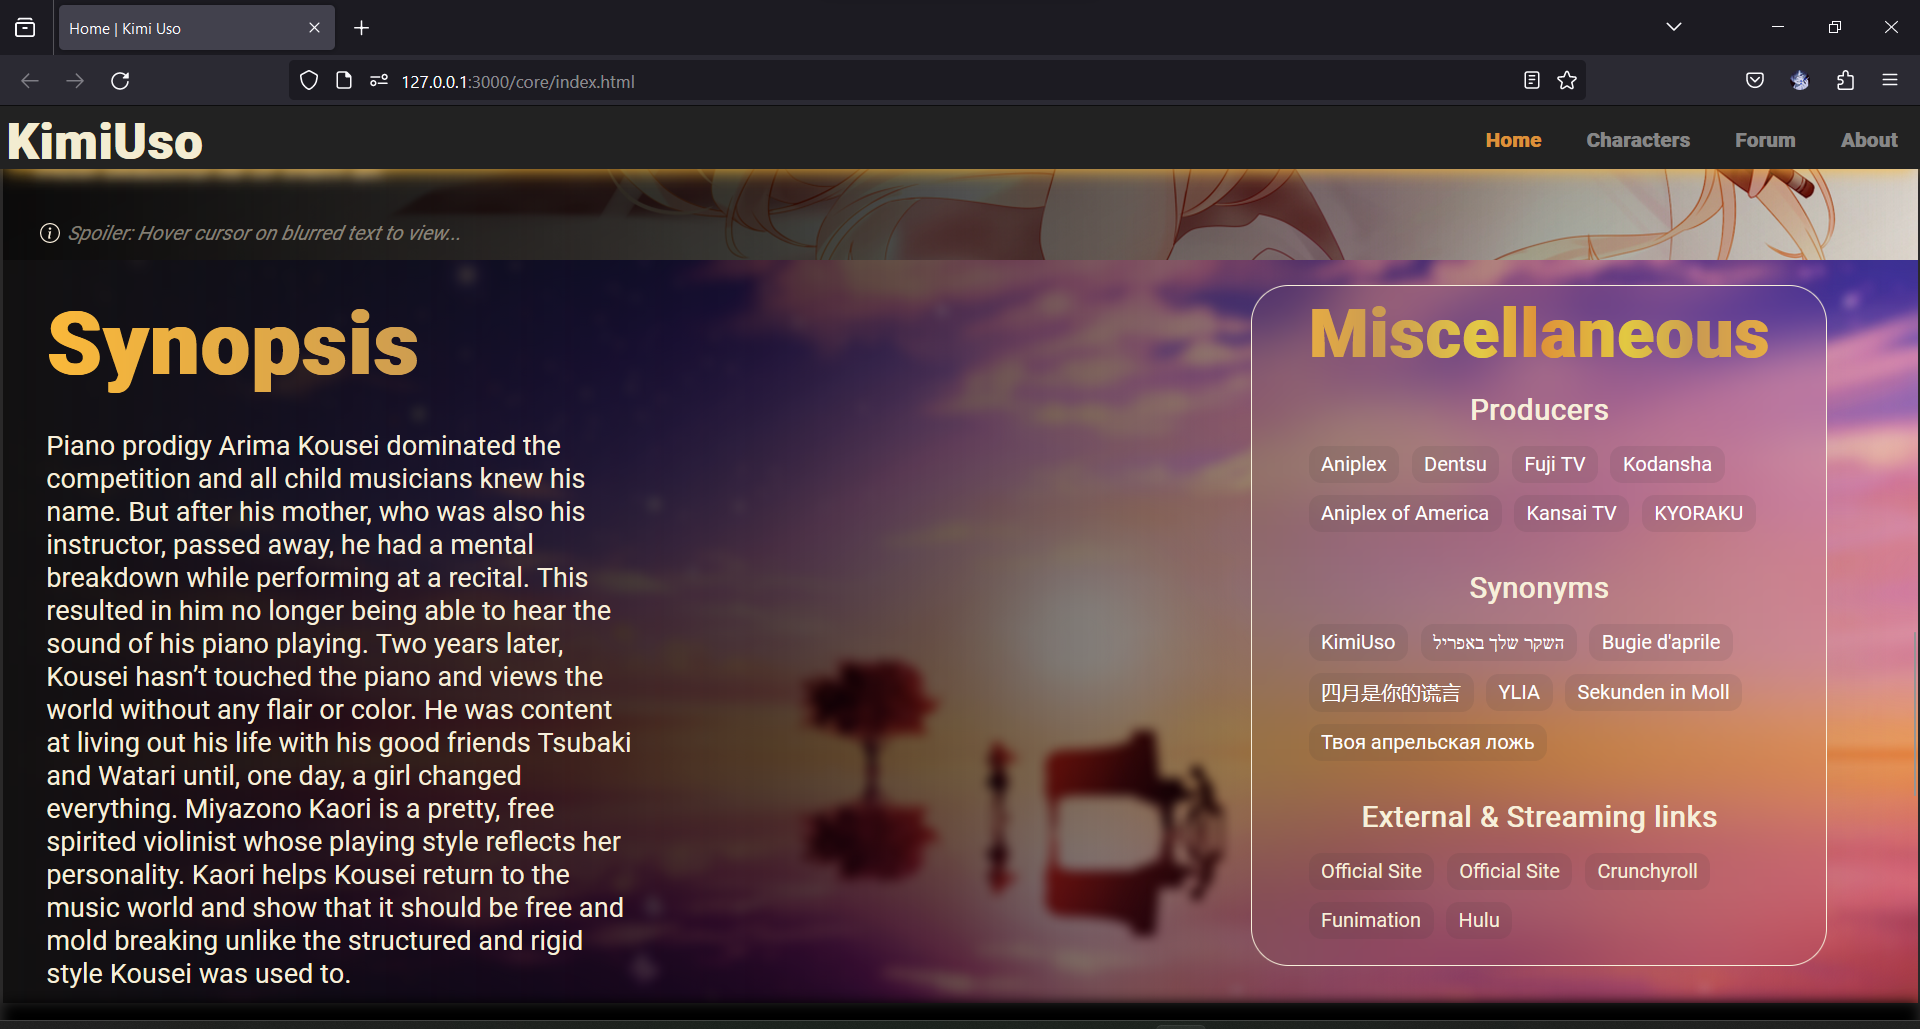 Home | Kimi Uso
127.0.0.1:3000/core/index.html
KimiUso
Home Characters Forum About
Spoiler: Hover cursor on blurred text to view...
Synopsis
Piano prodigy Arima Kousei dominated the
competition and all child musicians knew his
name. But after his mother, who was also his
instructor, passed away, he had a mental
breakdown while performing at a recital. This
resulted in him no longer being able to hear the
sound of his piano playing. Two years later,
Kousei hasn’t touched the piano and views the
world without any flair or color. He was content
at living out his life with his good friends Tsubaki
and Watari until, one day, a girl changed
everything. Miyazono Kaori is a pretty, free
spirited violinist whose playing style reflects her
personality. Kaori helps Kousei return to the
music world and show that it should be free and
mold breaking unlike the structured and rigid
style Kousei was used to.
Miscellaneous
Producers
Aniplex Dentsu Fuji TV Kodansha
Aniplex of America Kansai TV KYORAKU
Synonyms
KimiUso השקר שלך באפריל Bugie d'aprile
四月是你的谎言 YLIA Sekunden in Moll
Твоя апрельская ложь
External & Streaming links
Official Site Official Site Crunchyroll
Funimation Hulu